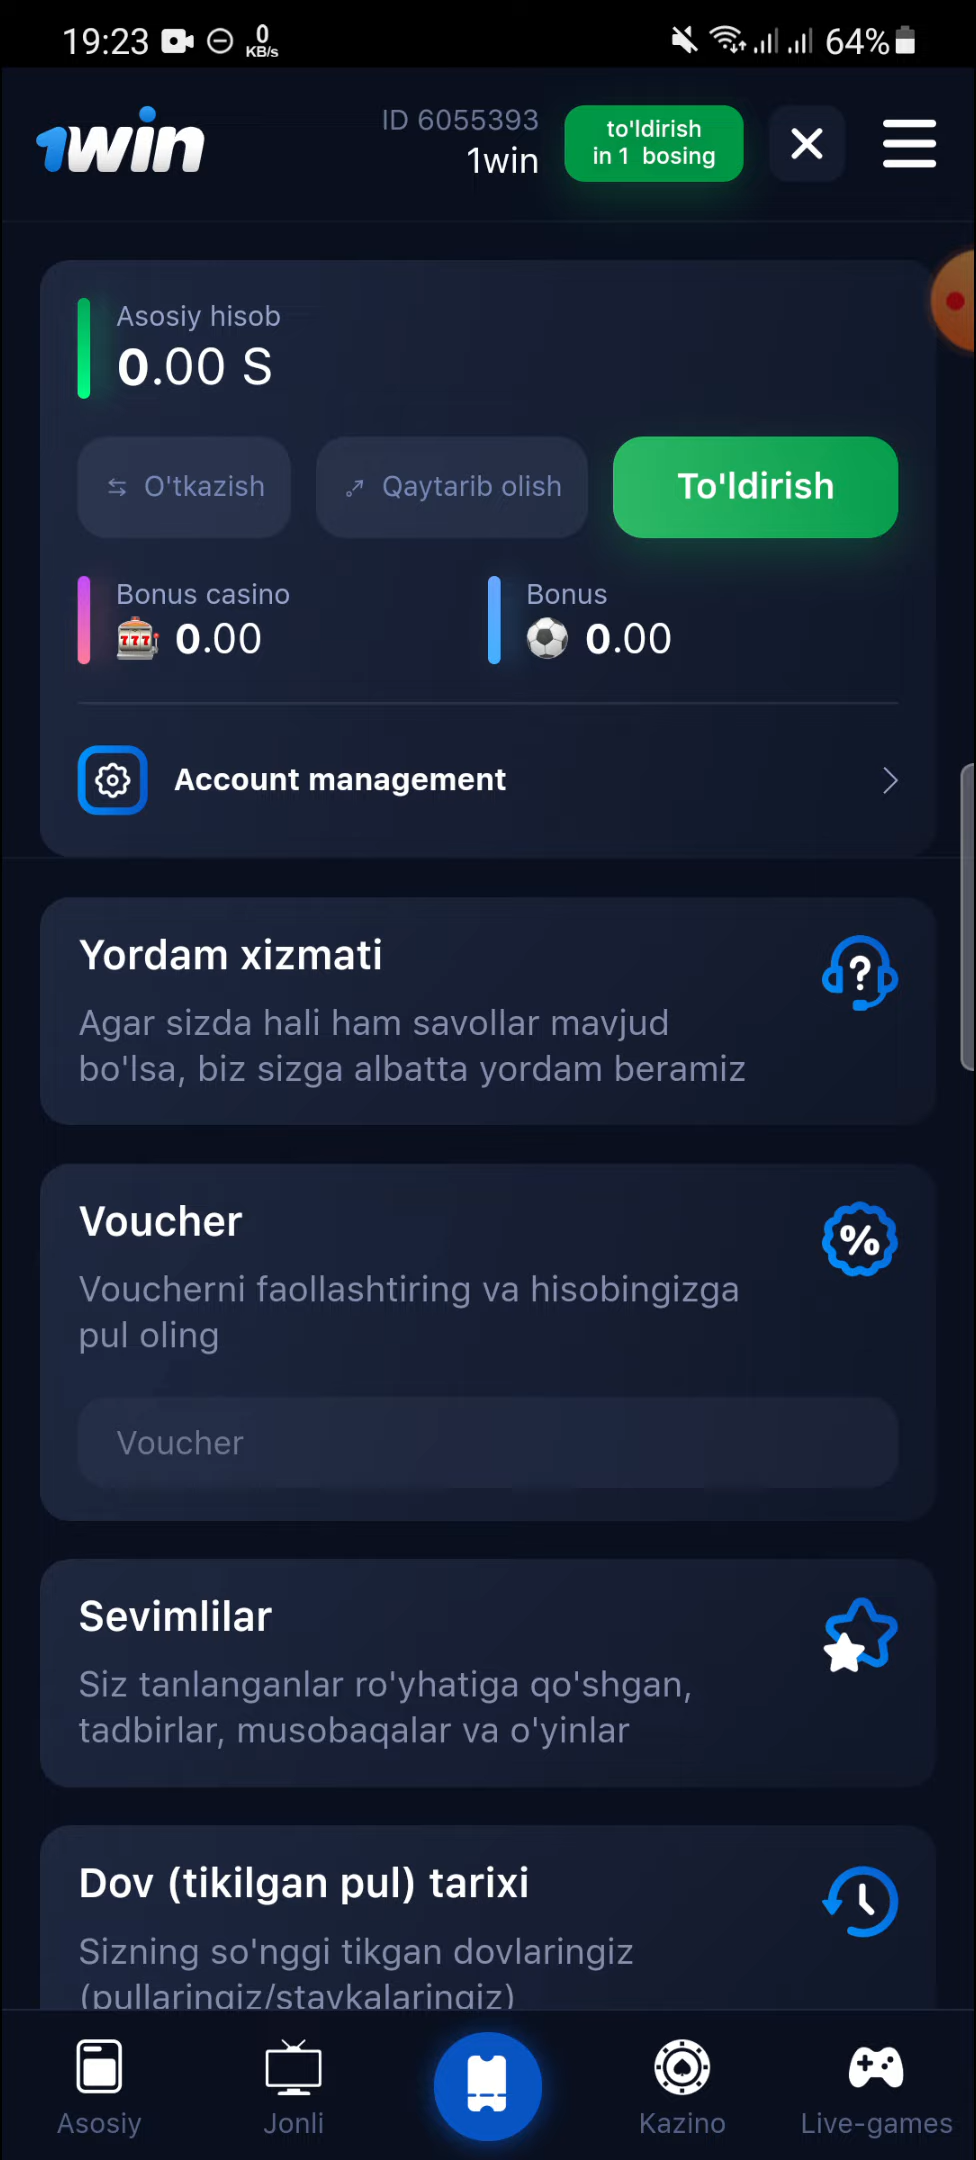 19:23 0 KB/s 64%
1win
ID 6055393
1win
to'ldirish
in 1 bosing
Asosiy hisob
0.00 S
O'tkazish
Qaytarib olish
To'ldirish
Bonus casino
777 0.00
Bonus
0.00
Account management
Yordam xizmati
?
Agar sizda hali ham savollar mavjud
bo'lsa, biz sizga albatta yordam beramiz
Voucher
%
Voucherni faollashtiring va hisobingizga
pul oling
Voucher
Sevimlilar
Siz tanlanganlar ro'yhatiga qo'shgan,
tadbirlar, musobaqalar va o'yinlar
Dov (tikilgan pul) tarixi
Sizning so'nggi tikgan dovlaringiz
(pullaringiz/stavkalaringiz)
Asosiy
Jonli
Kazino
Live-games